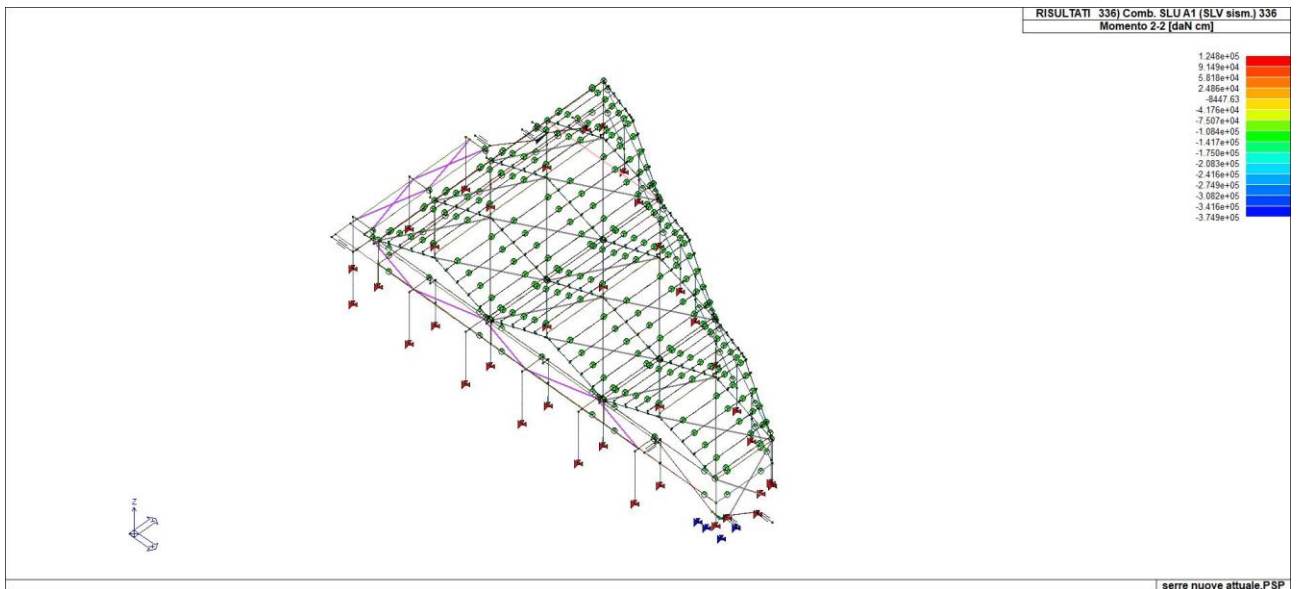 RISULTATI 336) Comb. SLU A1 (SLV sism.) 336
Momento 2-2 [daN cm]
1.248e+05
9.149e+04
5.818e+04
2.486e+04
-8447.63
-4.176e+04
-7.507e+04
-1.084e+05
-1.417e+05
-1.750e+05
-2.083e+05
-2.416e+05
-2.749e+05
-3.082e+05
-3.416e+05
-3.749e+05
Z
serre nuove attuale.PSP